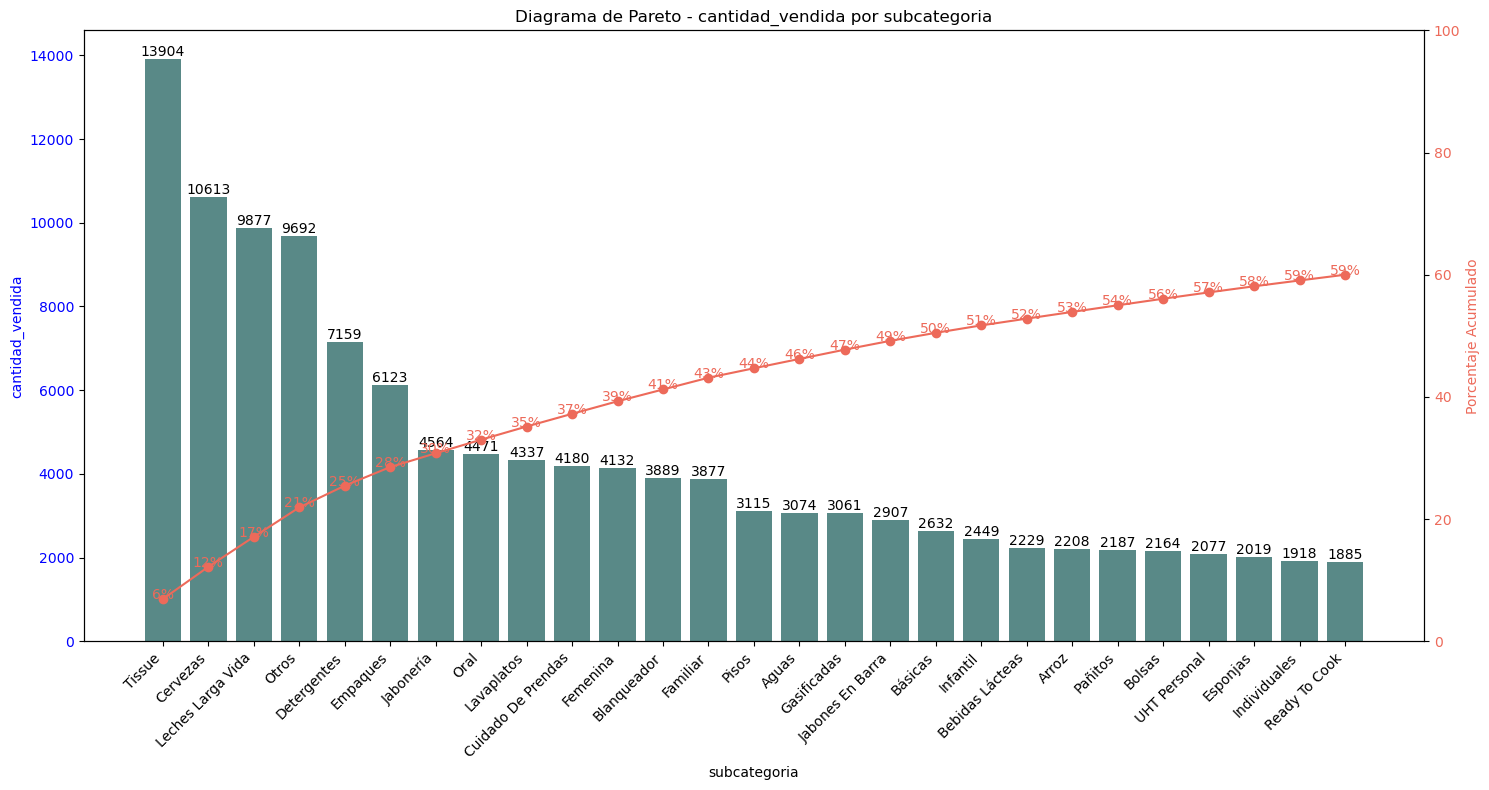 Diagrama de Pareto - cantidad_vendida por subcategoria
cantidad_vendida
14000
12000
10000
8000
6000
4000
2000
0
13904
10613
9877
9692
7159
6123
4564
4471
4337
4180
4132
3889
3877
3115
3074
3061
2907
2632
2449
2229
2208
2187
2164
2077
2019
1918
1885
6%
12%
17%
21%
25%
28%
30%
32%
35%
37%
39%
41%
43%
44%
46%
47%
49%
50%
51%
52%
53%
54%
56%
57%
58%
59%
59%
100
80
60
40
20
0
Porcentaje Acumulado
Tissue
Cervezas
Leches Larga Vida
Otros
Detergentes
Empaques
Jabonería
Oral
Lavaplatos
Cuidado De Prendas
Femenina
Blanqueador
Familiar
Pisos
Aguas
Gasificadas
Jabones En Barra
Básicas
Infantil
Bebidas Lácteas
Arroz
Pañitos
Bolsas
UHT Personal
Esponjas
Individuales
Ready To Cook
subcategoria